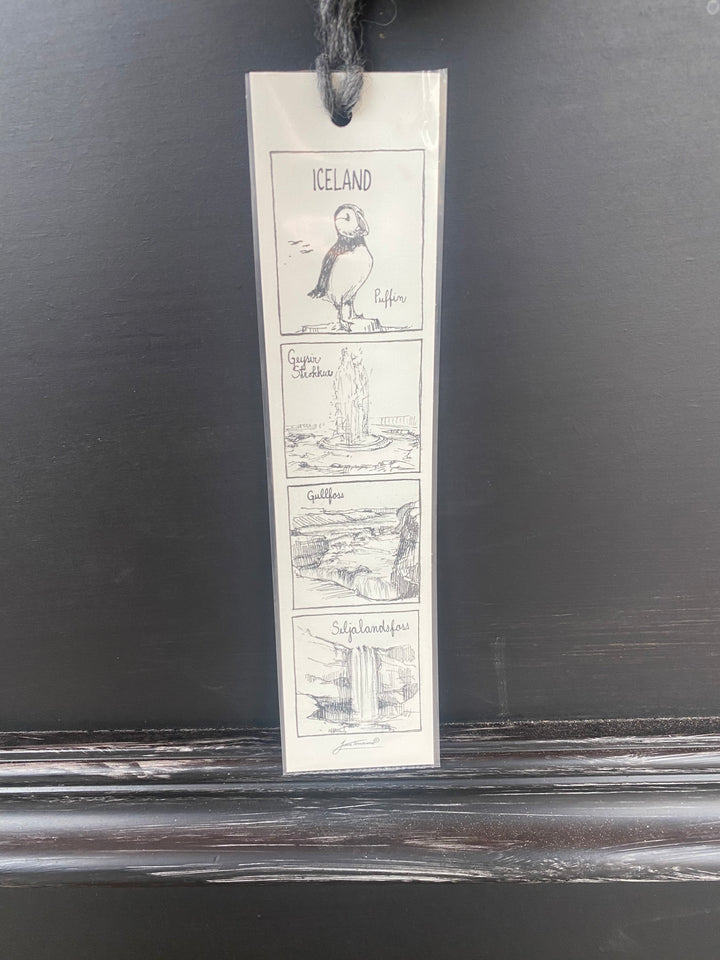 ICELAND
Puffin
Geysir
Strokkur
Gullfoss
Seljalandsfoss